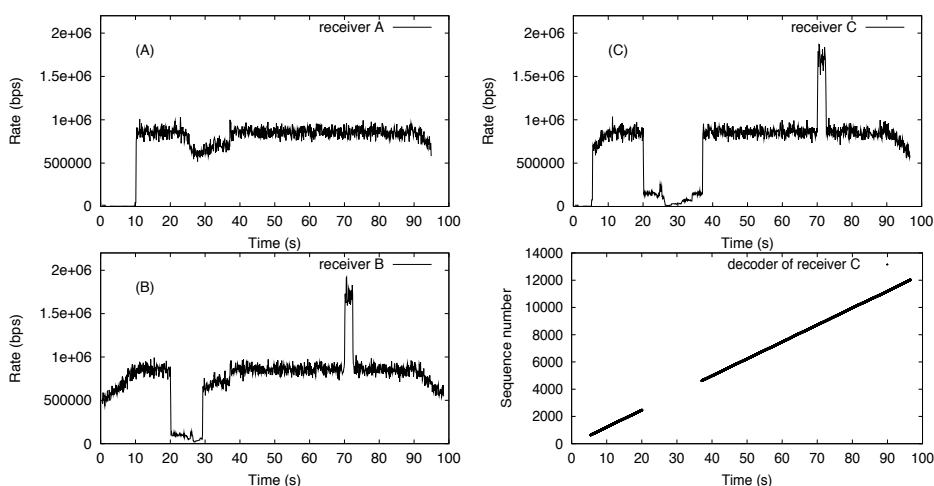 receiver A
(A)
2e+06
1.5e+06
1e+06
500000
0
Rate (bps)
0 10 20 30 40 50 60 70 80 90 100
Time (s)
receiver C
(C)
2e+06
1.5e+06
1e+06
500000
0
Rate (bps)
0 10 20 30 40 50 60 70 80 90 100
Time (s)
receiver B
(B)
2e+06
1.5e+06
1e+06
500000
0
Rate (bps)
0 10 20 30 40 50 60 70 80 90 100
Time (s)
decoder of receiver C
14000
12000
10000
8000
6000
4000
2000
0
Sequence number
0 10 20 30 40 50 60 70 80 90 100
Time (s)